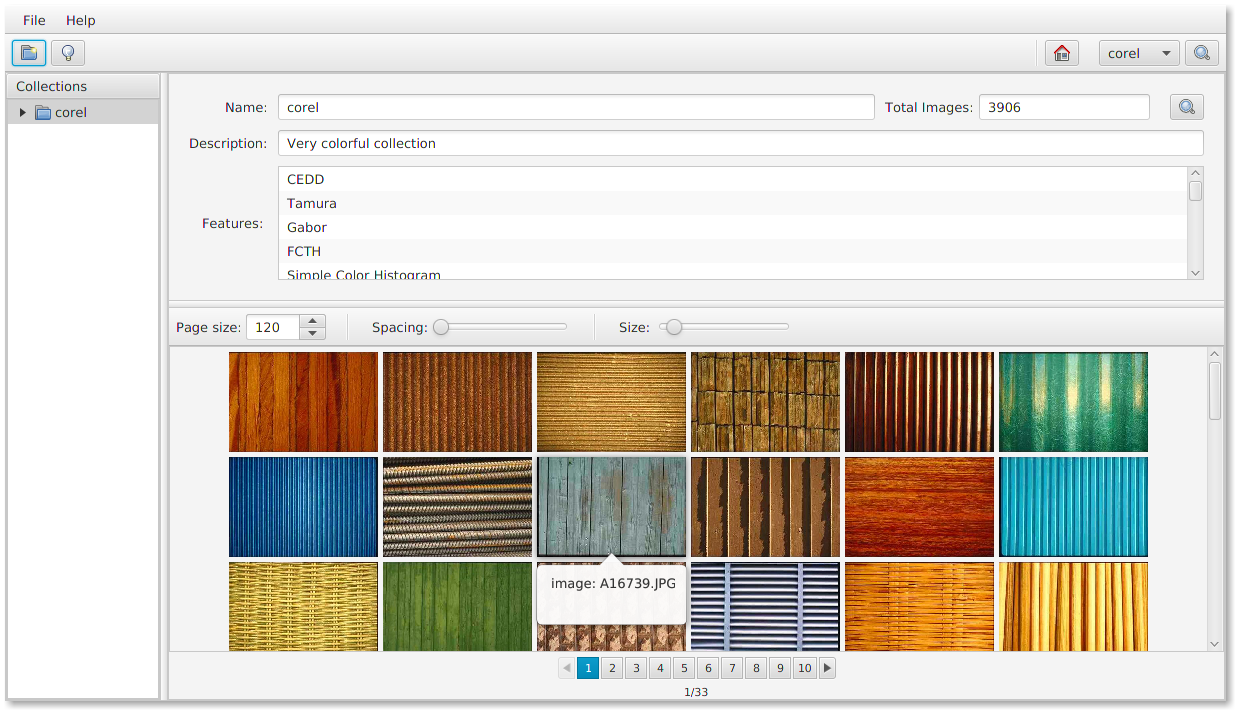 File Help
corel
Collections
corel
Name: corel Total Images: 3906
Description: Very colorful collection
Features:
CEDD
Tamura
Gabor
FCTH
Simple Color Histogram
Page size: 120 Spacing: Size:
image: A16739.JPG
1 2 3 4 5 6 7 8 9 10
1/33